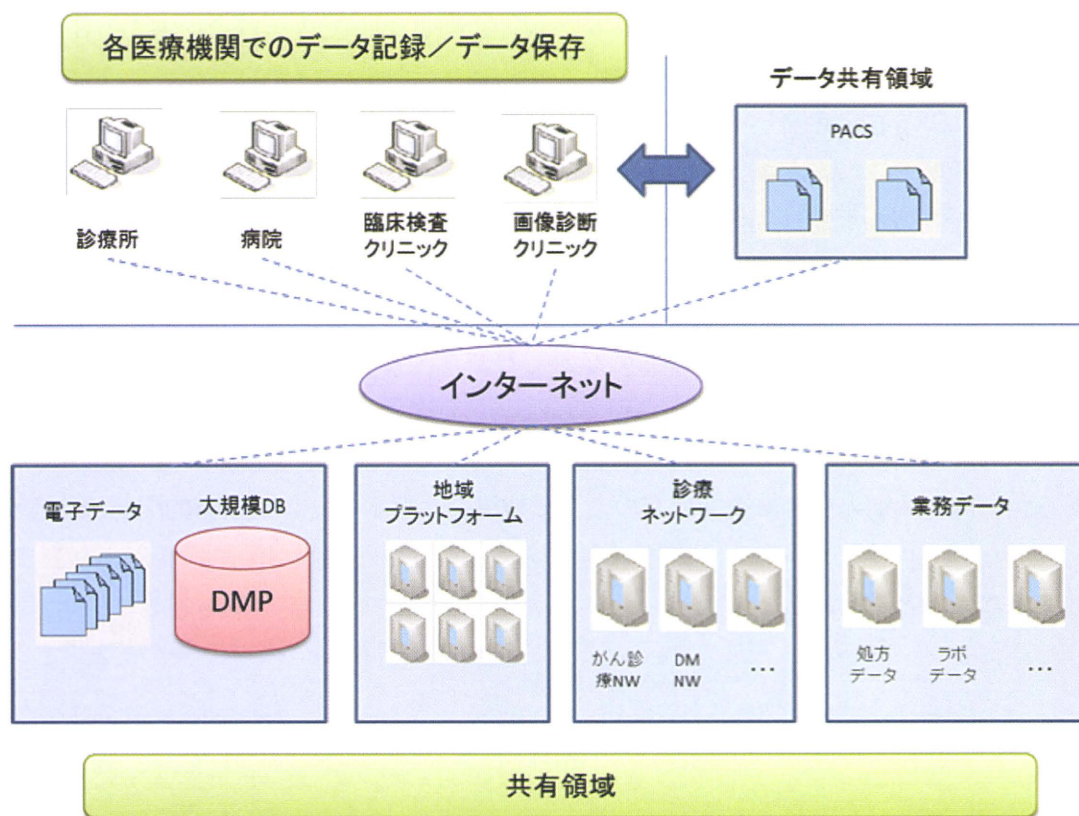 各医療機関でのデータ記録／データ保存
データ共有領域
PACS
診療所
病院
臨床検査
クリニック
画像診断
クリニック
インターネット
電子データ
大規模DB
DMP
地域
プラットフォーム
診療
ネットワーク
がん診
療NW
DM
NW
…
業務データ
処方
データ
ラボ
データ
…
共有領域